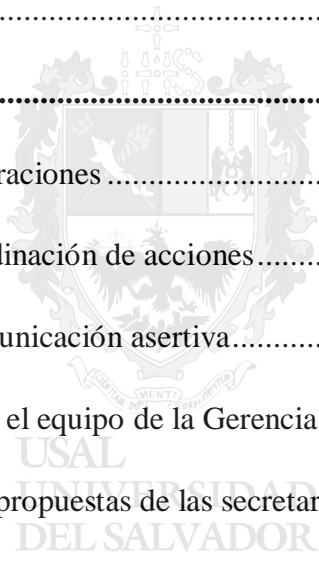 ................................................
................................................
raciones ................................
dinación de acciones ........
unicación asertiva ............
el equipo de la Gerencia
USAL
propuestas de las secretar
UNIVERSIDAD
DEL SALVADOR